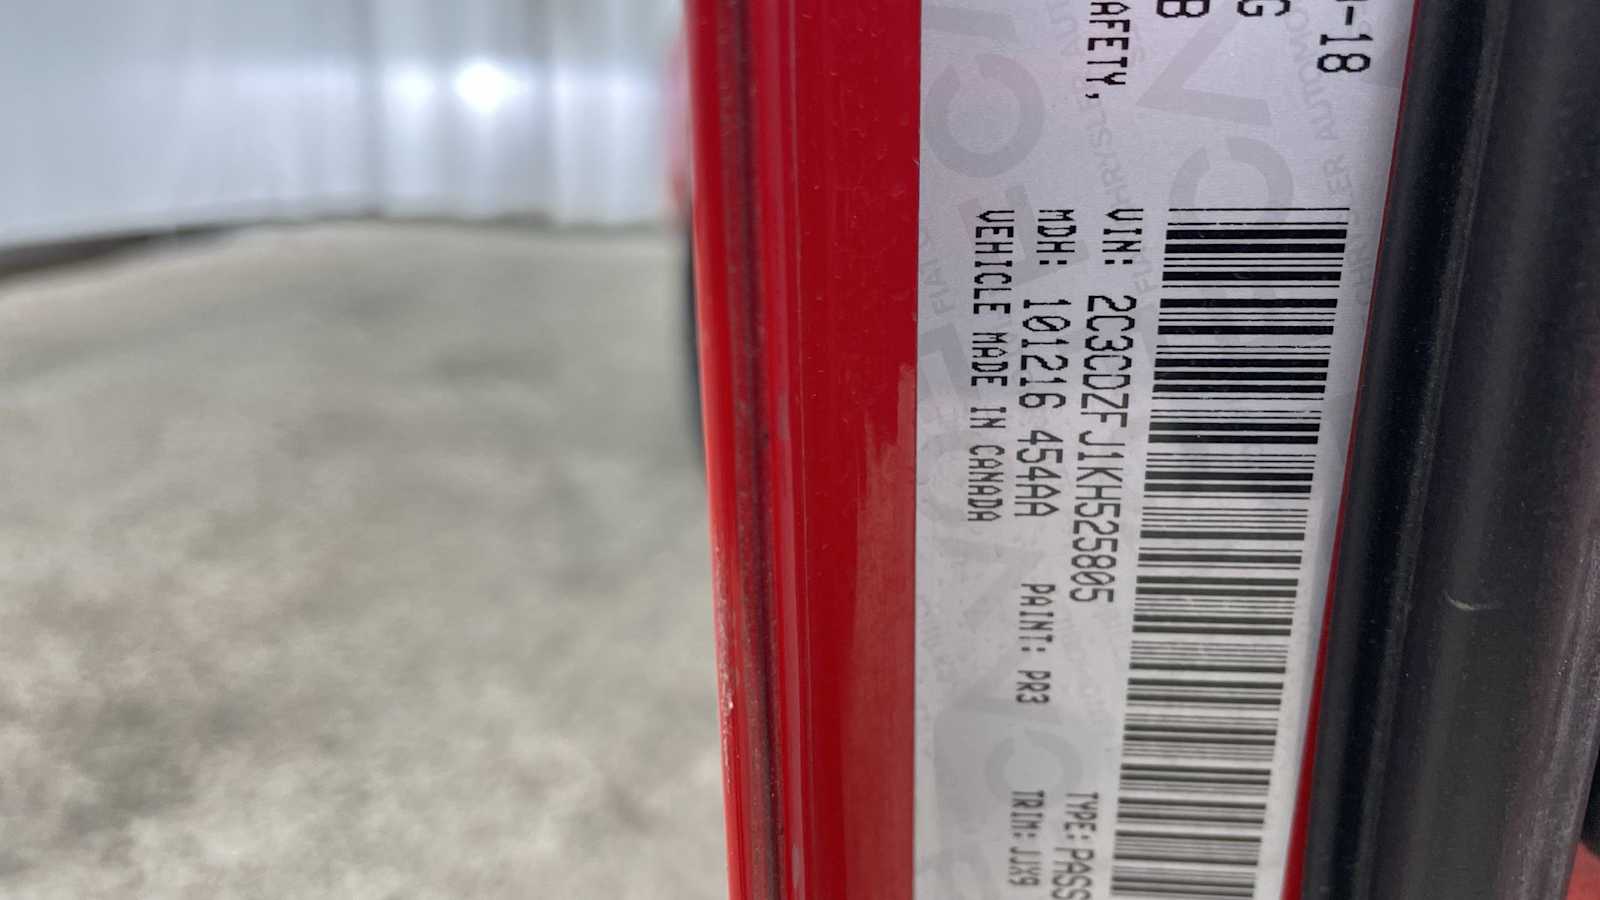 -18
G
B
AFETY,
VIN: 2C3CDZFJ1KH525805
TYPE: PASS
MDH: 101216 454AA
PAINT: PR3
TRIM: JJX9
VEHICLE MADE IN CANADA